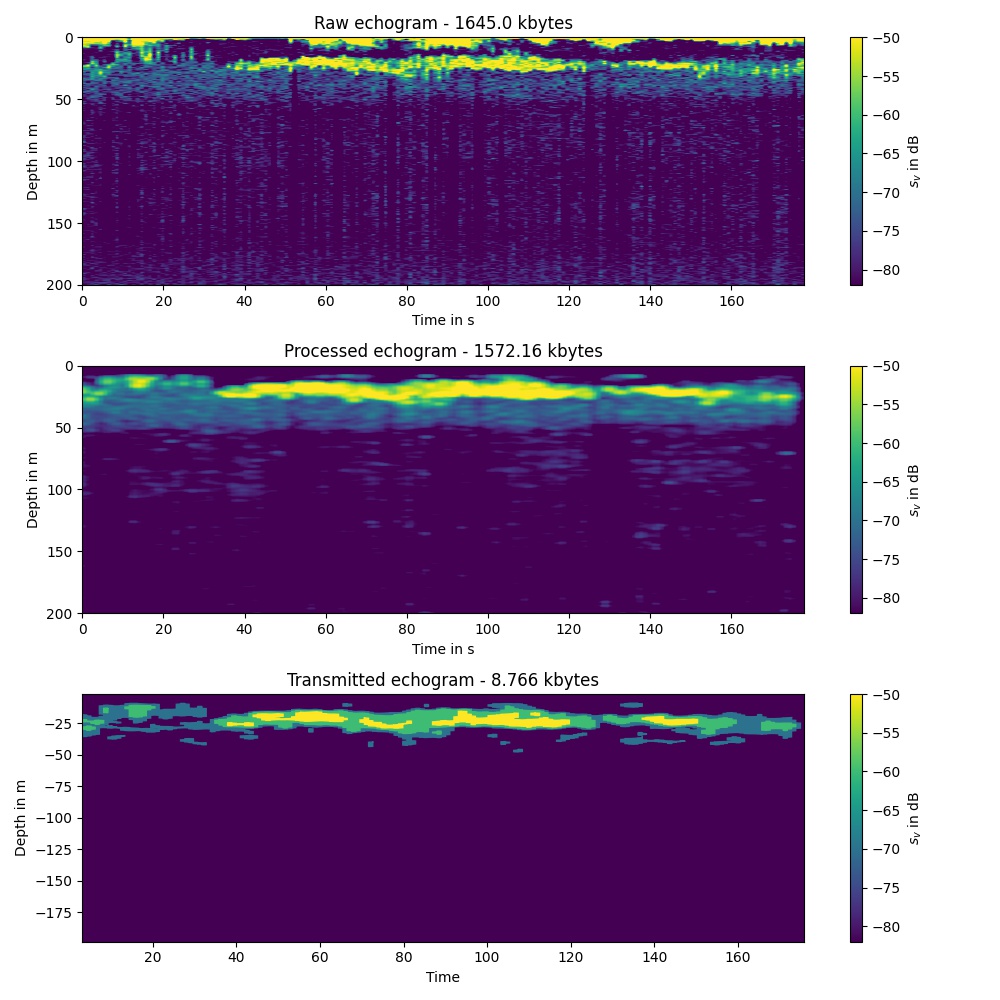 Raw echogram - 1645.0 kbytes
0
50
100
150
200
Depth in m
0 20 40 60 80 100 120 140 160
Time in s
−50
−55
−60
−65
−70
−75
−80
s_v in dB
Processed echogram - 1572.16 kbytes
0
50
100
150
200
Depth in m
0 20 40 60 80 100 120 140 160
Time in s
−50
−55
−60
−65
−70
−75
−80
s_v in dB
Transmitted echogram - 8.766 kbytes
−25
−50
−75
−100
−125
−150
−175
Depth in m
20 40 60 80 100 120 140 160
Time
−50
−55
−60
−65
−70
−75
−80
s_v in dB